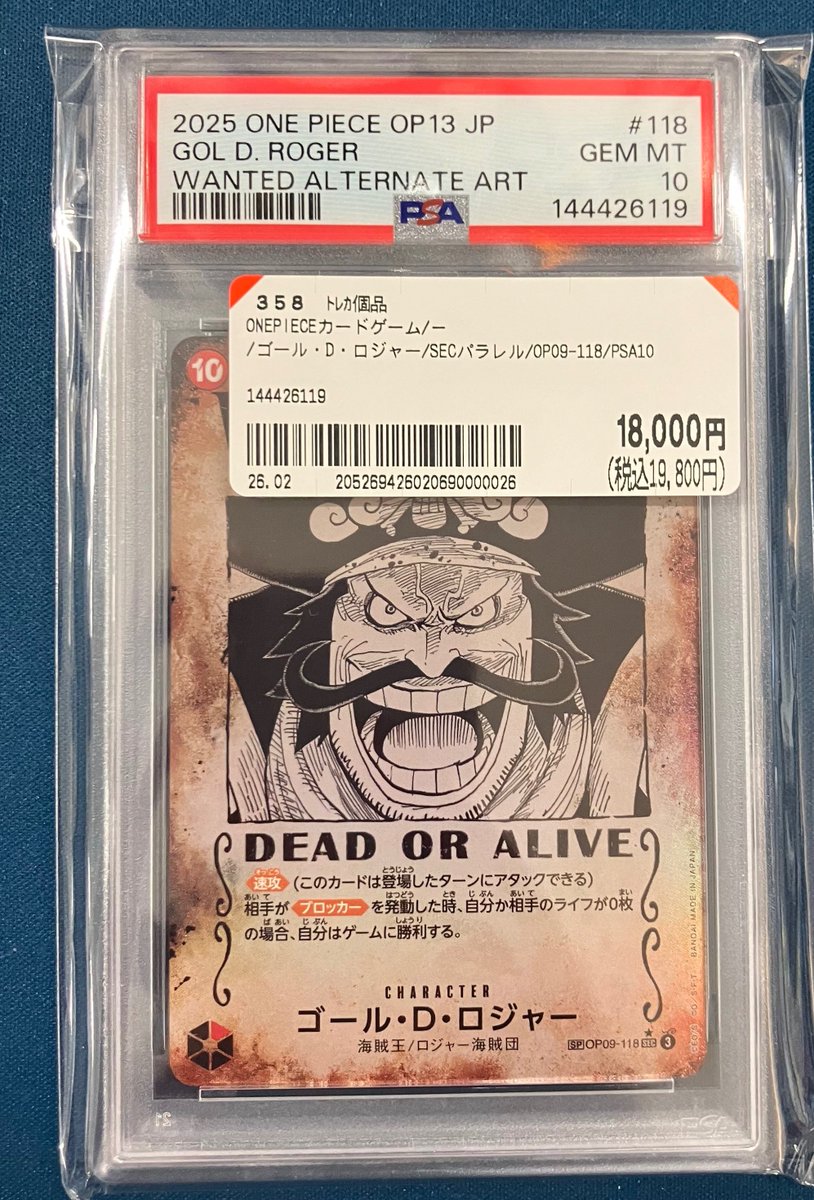 2025 ONE PIECE OP13 JP #118
GOL D. ROGER GEM MT
WANTED ALTERNATE ART 10
PSA 144426119
358 ﾄﾚｶ個品
ONEPIECEカードゲーム/ー
/ゴール・D・ロジャー/SECパラレル/OP09-118/PSA10
144426119
18,000円
26.02 205269426020690000026 (税込19,800円)
10
DEAD OR ALIVE
速攻 (このカードは登場したターンにアタックできる)
相手が ブロッカー を発動した時、自分か相手のライフが0枚
の場合、自分はゲームに勝利する。
CHARACTER
ゴール・D・ロジャー
海賊王/ロジャー海賊団 SP OP09-118 SEC 3
BANDAI MADE IN JAPAN